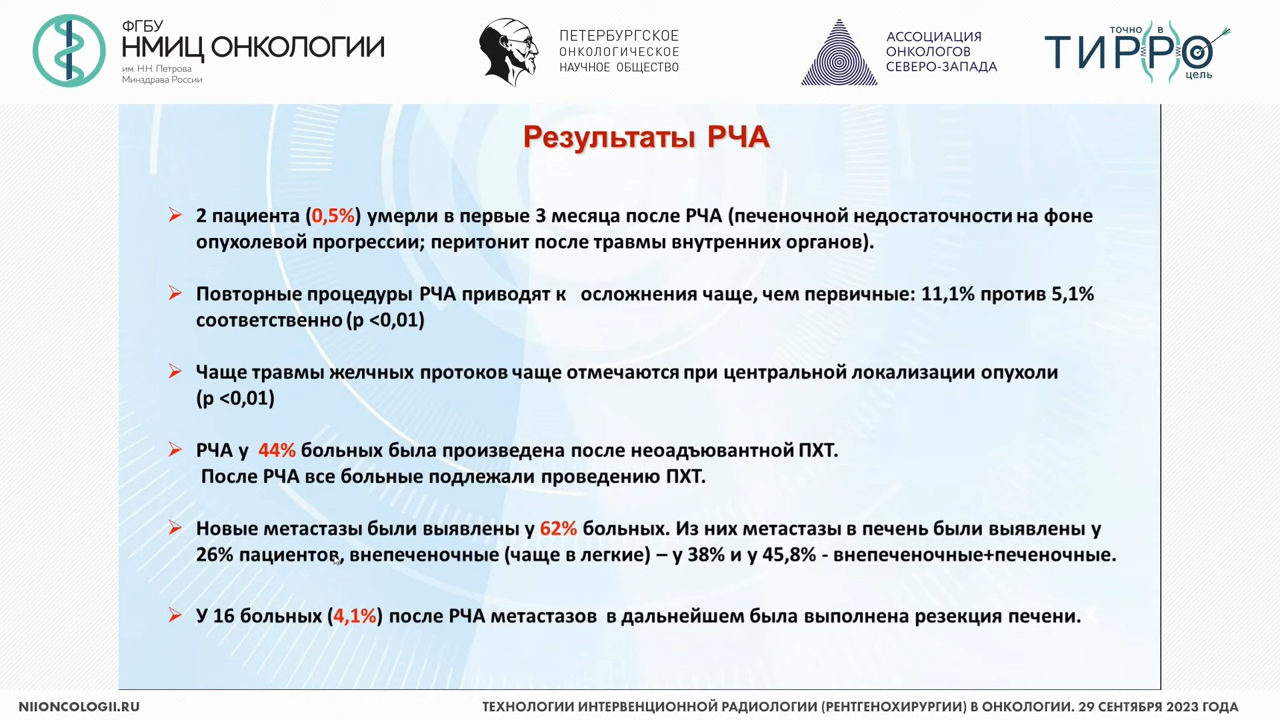 ФГБУ
НМИЦ ОНКОЛОГИИ
им. Н.Н. Петрова
Минздрава России
ПЕТЕРБУРГСКОЕ
ОНКОЛОГИЧЕСКОЕ
НАУЧНОЕ ОБЩЕСТВО
АССОЦИАЦИЯ
ОНКОЛОГОВ
СЕВЕРО-ЗАПАДА
точно в
ТИРРО
цель
Результаты РЧА
2 пациента (0,5%) умерли в первые 3 месяца после РЧА (печеночной недостаточности на фоне
опухолевой прогрессии; перитонит после травмы внутренних органов).
Повторные процедуры РЧА приводят к осложнения чаще, чем первичные: 11,1% против 5,1%
соответственно (p <0,01)
Чаще травмы желчных протоков чаще отмечаются при центральной локализации опухоли
(p <0,01)
РЧА у 44% больных была произведена после неоадъювантной ПХТ.
После РЧА все больные подлежали проведению ПХТ.
Новые метастазы были выявлены у 62% больных. Из них метастазы в печень были выявлены у
26% пациентов, внепеченочные (чаще в легкие) – у 38% и у 45,8% - внепеченочные+печеночные.
У 16 больных (4,1%) после РЧА метастазов в дальнейшем была выполнена резекция печени.
NIIONCOLOGII.RU
ТЕХНОЛОГИИ ИНТЕРВЕНЦИОННОЙ РАДИОЛОГИИ (РЕНТГЕНОХИРУРГИИ) В ОНКОЛОГИИ. 29 СЕНТЯБРЯ 2023 ГОДА